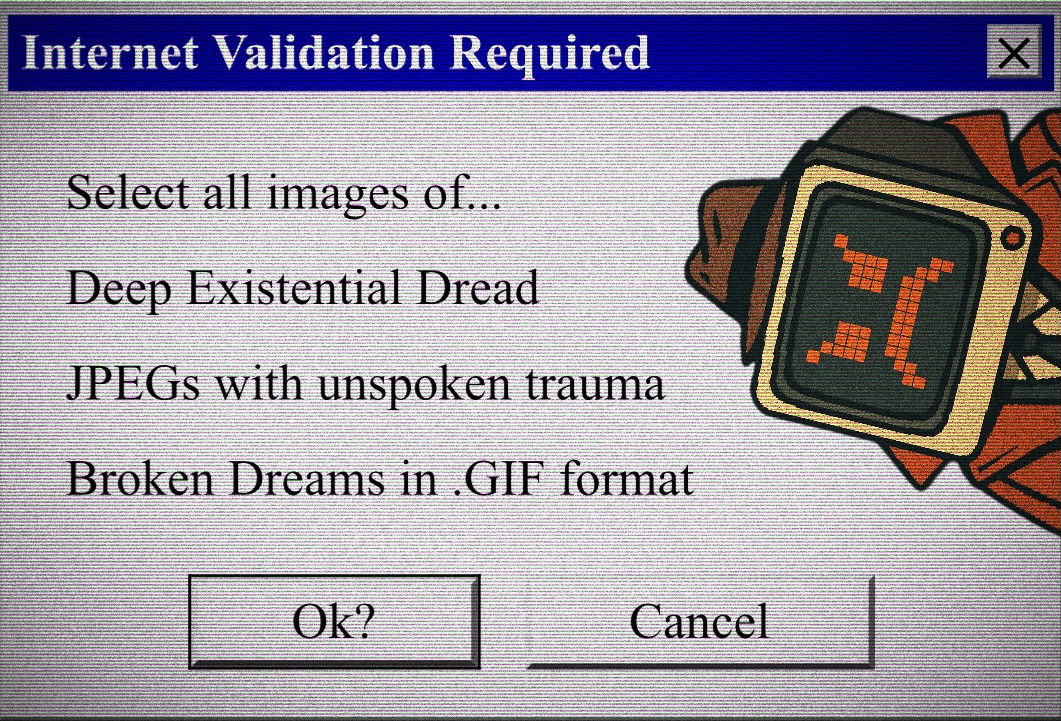 Internet Validation Required
Select all images of...
Deep Existential Dread
JPEGs with unspoken trauma
Broken Dreams in .GIF format
Ok?
Cancel